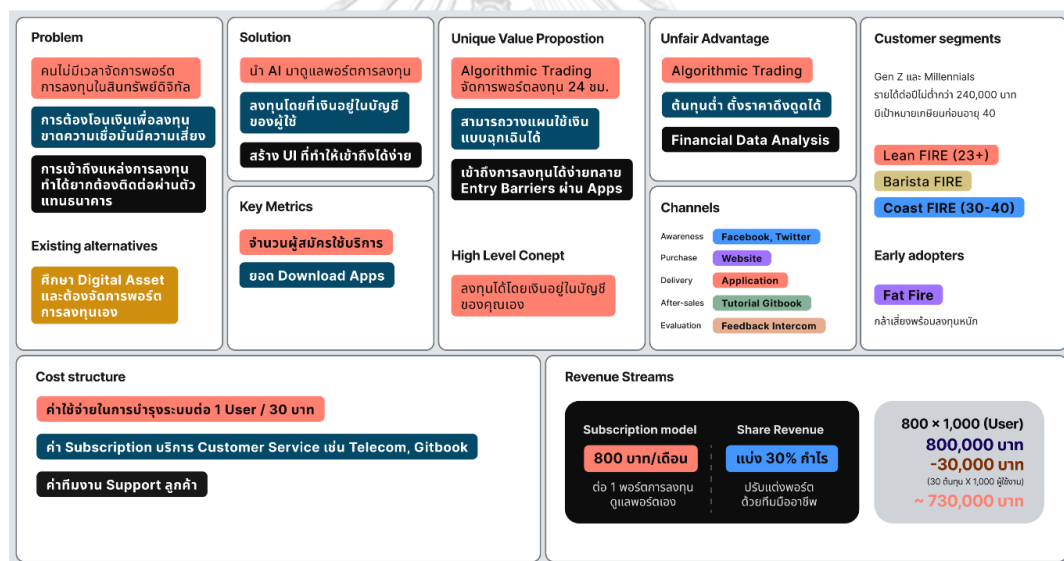 Problem
คนไม่มีเวลาจัดการพอร์ต
การลงทุนในสินทรัพย์ดิจิทัล
การต้องโอนเงินเพื่อลงทุน
ขาดความเชื่อมั่นมีความเสี่ยง
การเข้าถึงแหล่งการลงทุน
ทำได้ยากต้องติดต่อผ่านตัว
แทนธนาคาร
Existing alternatives
ศึกษา Digital Asset
และต้องจัดการพอร์ต
การลงทุนเอง
Solution
นำ AI มาดูแลพอร์ตการลงทุน
ลงทุนโดยที่เงินอยู่ในบัญชี
ของผู้ใช้
สร้าง UI ที่ทำให้เข้าถึงได้ง่าย
Key Metrics
จำนวนผู้สมัครใช้บริการ
ยอด Download Apps
Unique Value Propostion
Algorithmic Trading
จัดการพอร์ตลงทุน 24 ชม.
สามารถวางแผนใช้เงิน
แบบฉุกเฉินได้
เข้าถึงการลงทุนได้ง่ายทลาย
Entry Barriers ผ่าน Apps
High Level Conept
ลงทุนได้โดยเงินอยู่ในบัญชี
ของคุณเอง
Unfair Advantage
Algorithmic Trading
ต้นทุนต่ำ ตั้งราคาดึงดูดได้
Financial Data Analysis
Channels
Awareness Facebook, Twitter
Purchase Website
Delivery Application
After-sales Tutorial Gitbook
Evaluation Feedback Intercom
Customer segments
Gen Z และ Millennials
รายได้ต่อปีไม่ต่ำกว่า 240,000 บาท
มีเป้าหมายเกษียนก่อนอายุ 40
Lean FIRE (23+)
Barista FIRE
Coast FIRE (30-40)
Early adopters
Fat Fire
กล้าเสี่ยงพร้อมลงทุนหนัก
Cost structure
ค่าใช้จ่ายในการบำรุงระบบต่อ 1 User / 30 บาท
ค่า Subscription บริการ Customer Service เช่น Telecom, Gitbook
ค่าทีมงาน Support ลูกค้า
Revenue Streams
Subscription model
800 บาท/เดือน
ต่อ 1 พอร์ตการลงทุน
ดูแลพอร์ตเอง
Share Revenue
แบ่ง 30% กำไร
ปรับแต่งพอร์ต
ด้วยทีมมืออาชีพ
800 × 1,000 (User)
800,000 บาท
-30,000 บาท
(30 ต้นทุน X 1,000 ผู้ใช้งาน)
~ 730,000 บาท